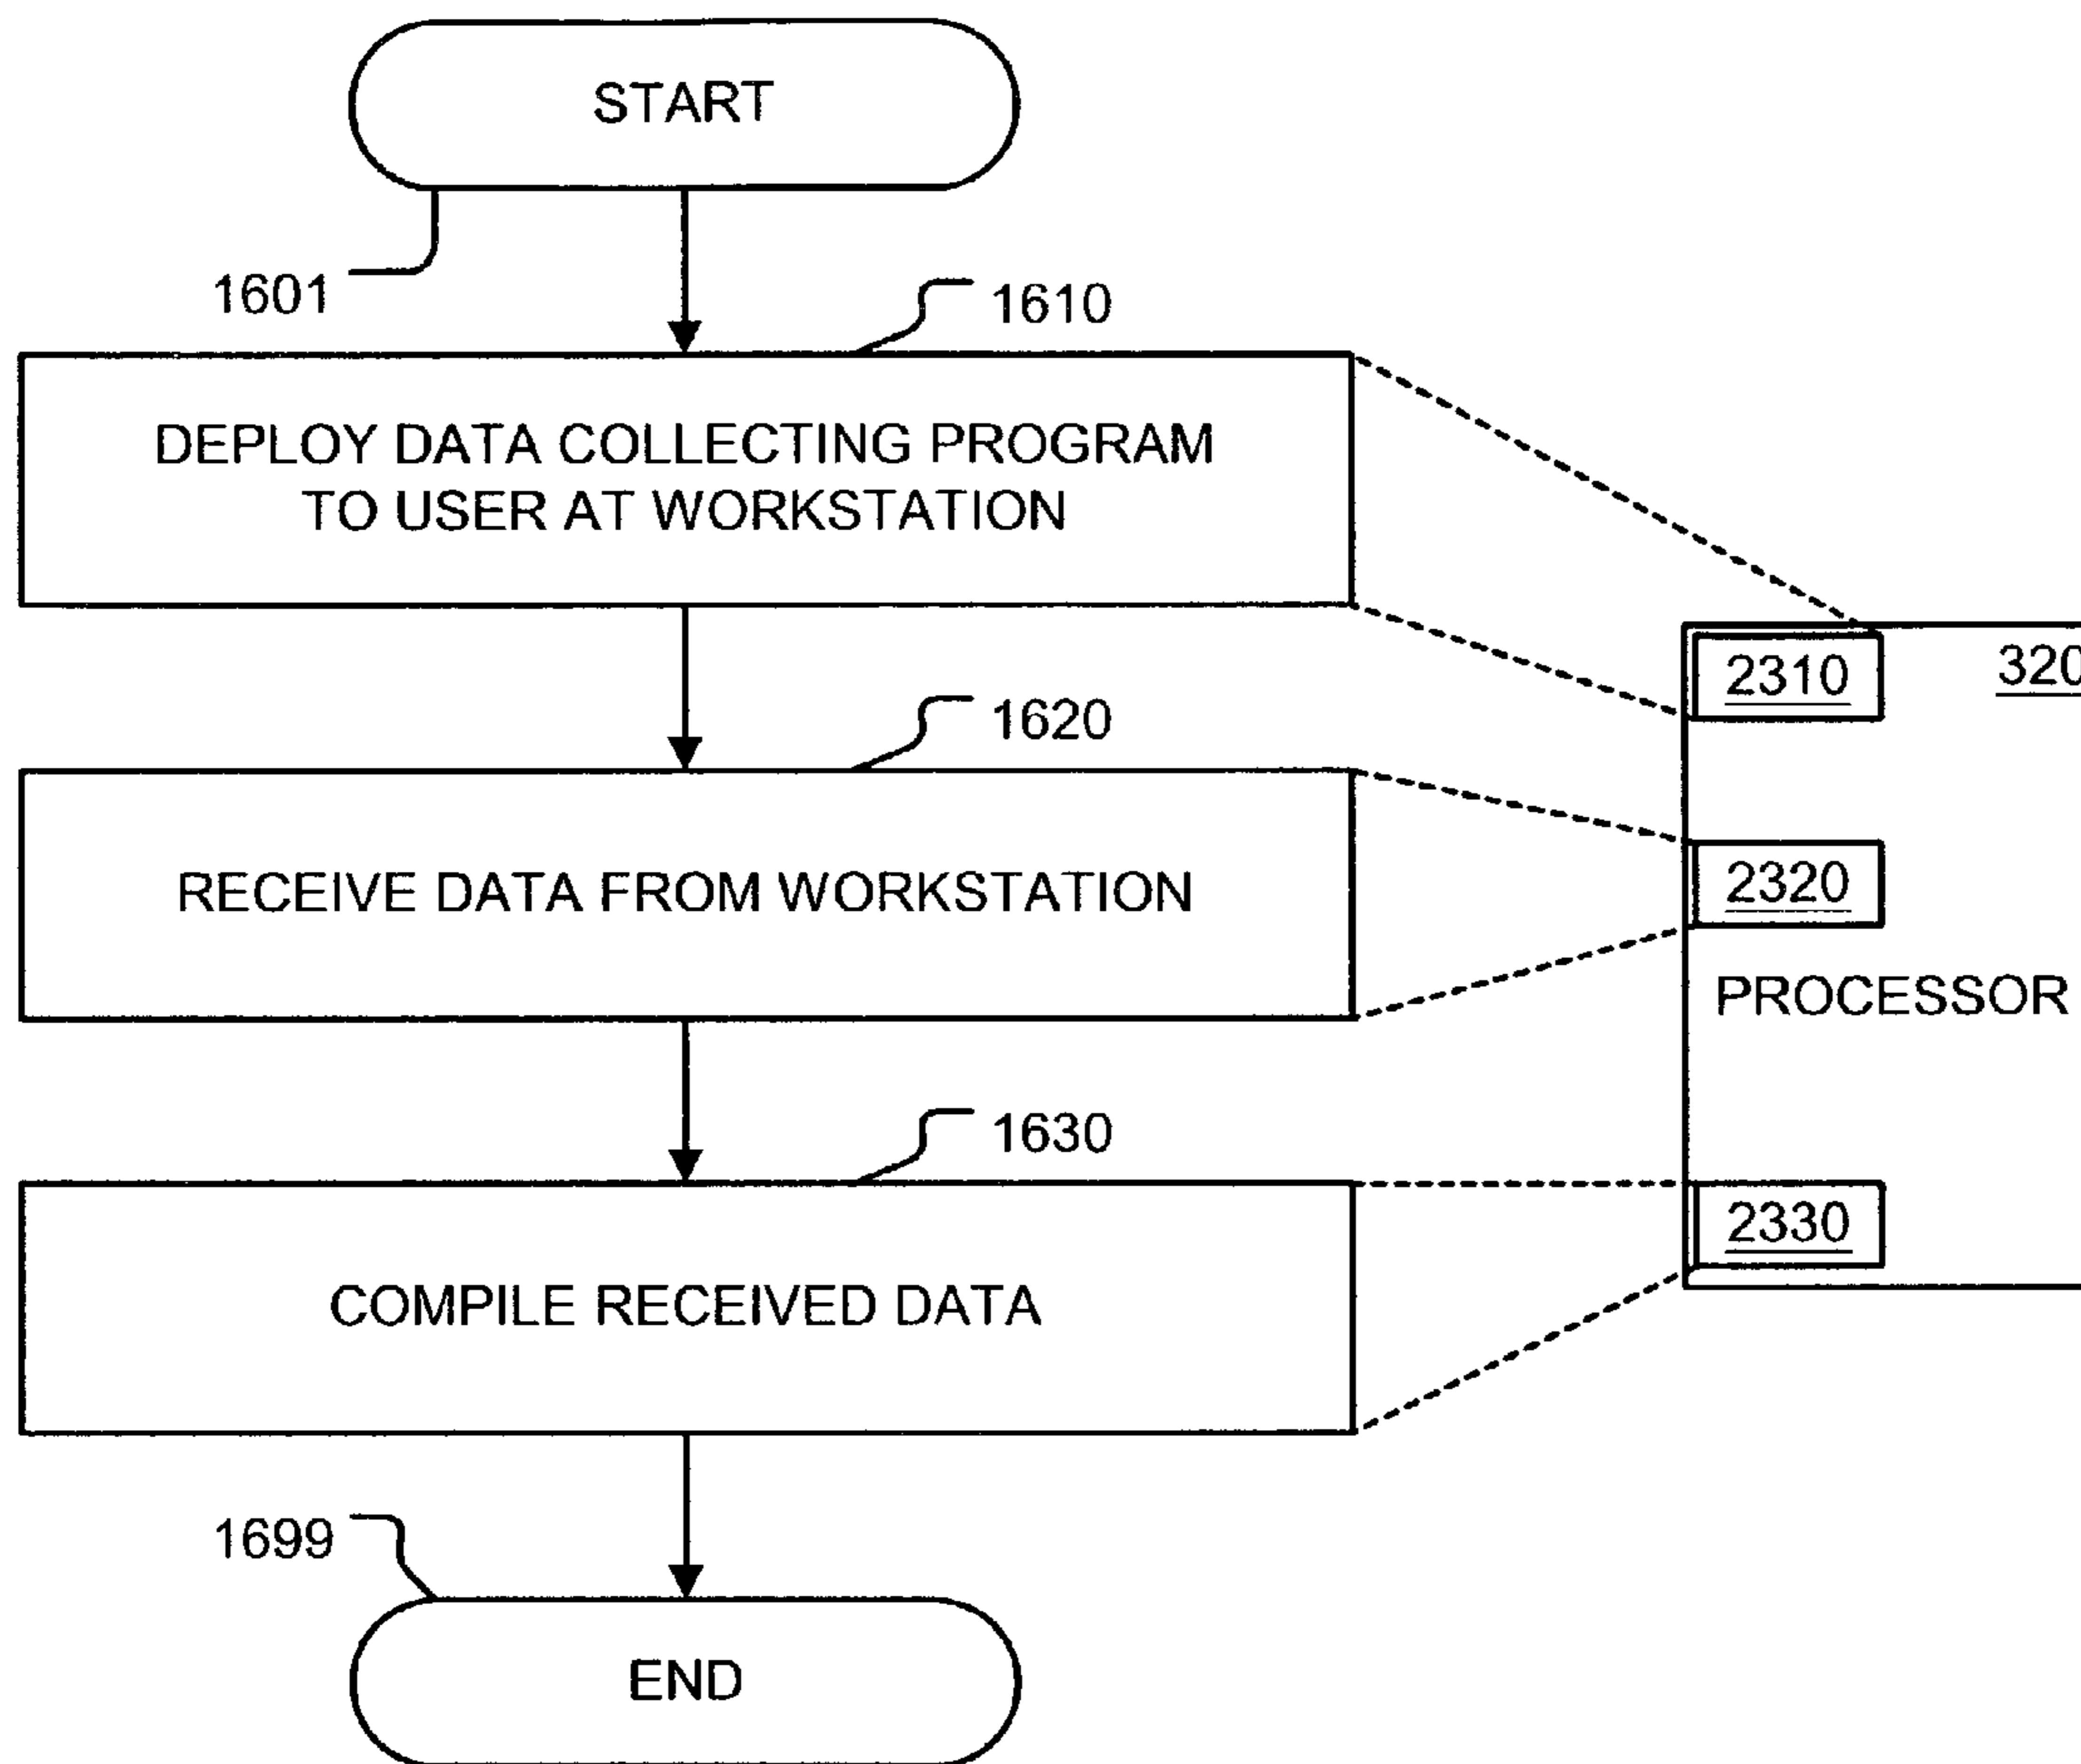 START
1601
1610
DEPLOY DATA COLLECTING PROGRAM
TO USER AT WORKSTATION
2310
320
1620
RECEIVE DATA FROM WORKSTATION
2320
PROCESSOR
1630
COMPILE RECEIVED DATA
2330
1699
END